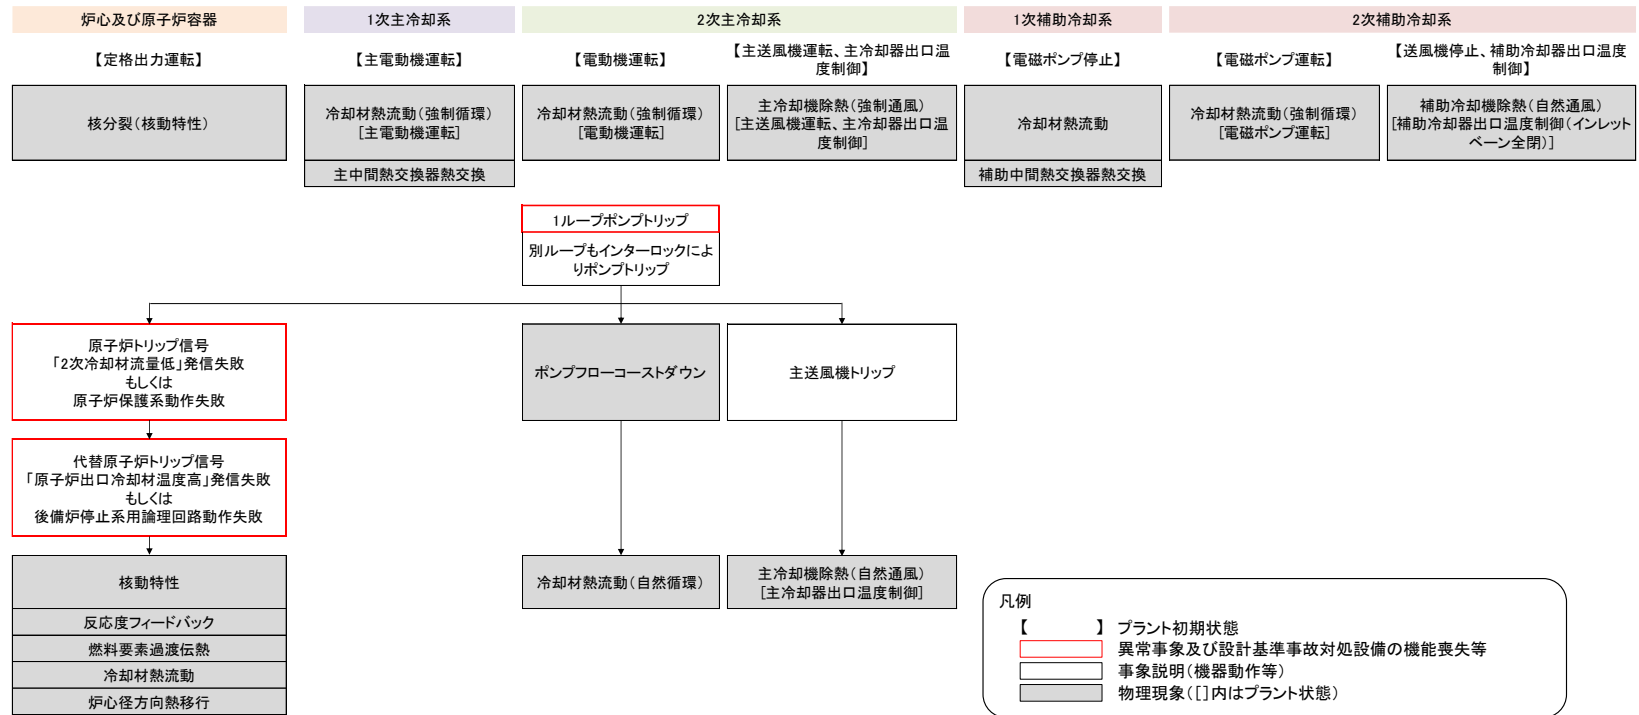 炉心及び原子炉容器
1次主冷却系
2次主冷却系
1次補助冷却系
2次補助冷却系
【定格出力運転】
【主電動機運転】
【電動機運転】
【主送風機運転、主冷却器出口温
度制御】
【電磁ポンプ停止】
【電磁ポンプ運転】
【送風機停止、補助冷却器出口温度
制御】
核分裂(核動特性)
冷却材熱流動(強制循環)
[主電動機運転]
主中間熱交換器熱交換
冷却材熱流動(強制循環)
[電動機運転]
主冷却機除熱(強制通風)
[主送風機運転、主冷却器出口温
度制御]
冷却材熱流動
補助中間熱交換器熱交換
冷却材熱流動(強制循環)
[電磁ポンプ運転]
補助冷却機除熱(自然通風)
[補助冷却器出口温度制御(インレット
ベーン全閉)]
1ループポンプトリップ
別ループもインターロックによ
りポンプトリップ
原子炉トリップ信号
「2次冷却材流量低」発信失敗
もしくは
原子炉保護系動作失敗
ポンプフローコーストダウン
主送風機トリップ
代替原子炉トリップ信号
「原子炉出口冷却材温度高」発信失敗
もしくは
後備炉停止系用論理回路動作失敗
核動特性
反応度フィードバック
燃料要素過渡伝熱
冷却材熱流動
炉心径方向熱移行
冷却材熱流動(自然循環)
主冷却機除熱(自然通風)
[主冷却器出口温度制御]
凡例
【 】 プラント初期状態
異常事象及び設計基準事故対処設備の機能喪失等
事象説明(機器動作等)
物理現象([]内はプラント状態)